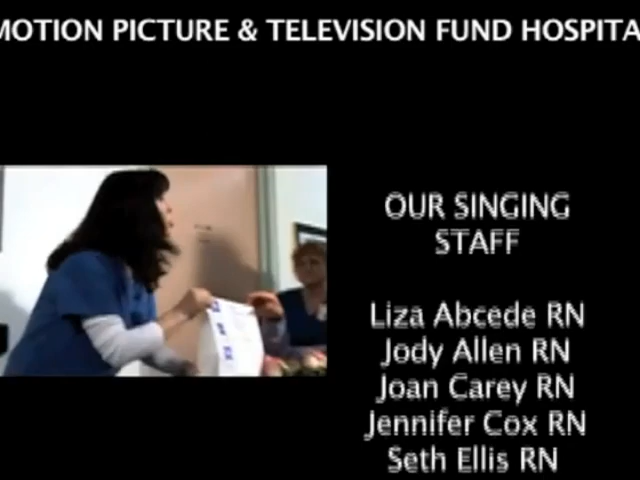 MOTION PICTURE & TELEVISION FUND HOSPITA
OUR SINGING
STAFF
Liza Abcede RN
Jody Allen RN
Joan Carey RN
Jennifer Cox RN
Seth Ellis RN